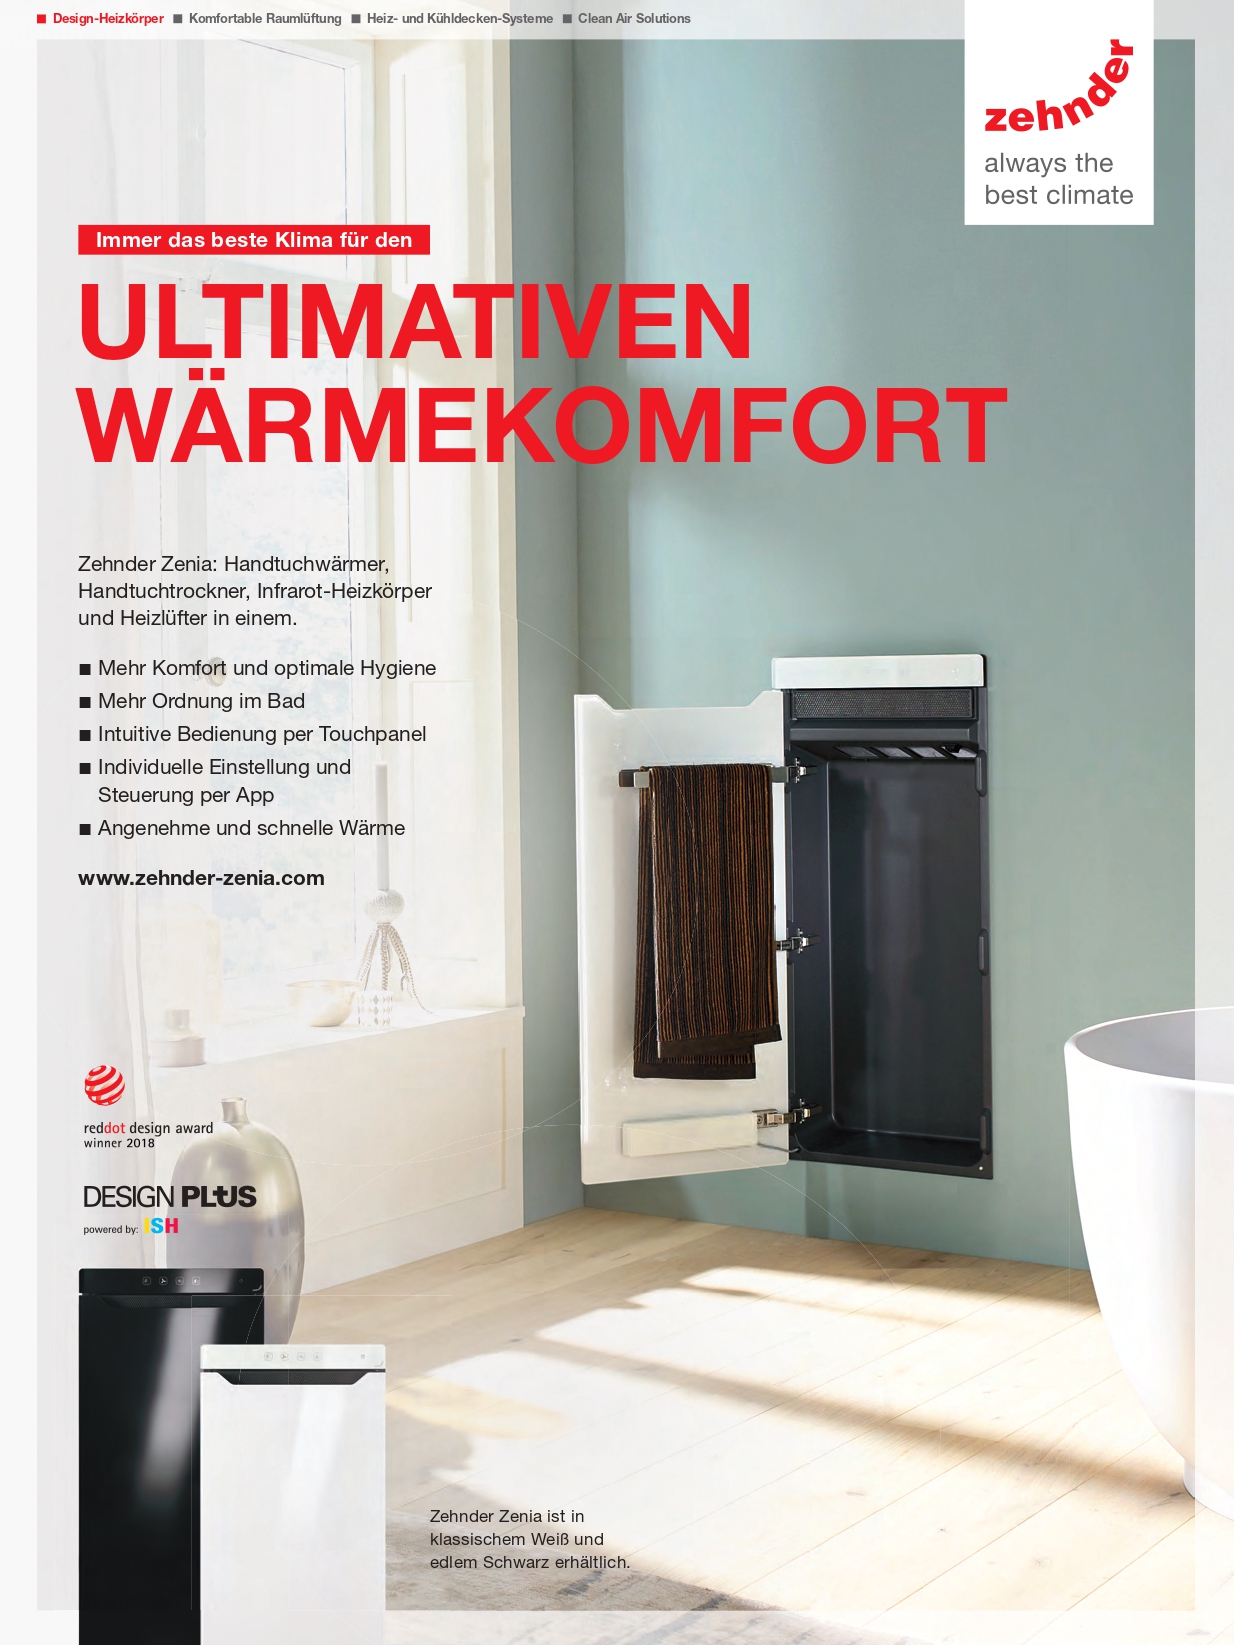 ■ Design-Heizkörper ■ Komfortable Raumlüftung ■ Heiz- und Kühldecken-Systeme ■ Clean Air Solutions
zehnder
always the
best climate
Immer das beste Klima für den
ULTIMATIVEN
WÄRMEKOMFORT
Zehnder Zenia: Handtuchwärmer,
Handtuchtrockner, Infrarot-Heizkörper
und Heizlüfter in einem.
■ Mehr Komfort und optimale Hygiene
■ Mehr Ordnung im Bad
■ Intuitive Bedienung per Touchpanel
■ Individuelle Einstellung und
Steuerung per App
■ Angenehme und schnelle Wärme
www.zehnder-zenia.com
reddot design award
winner 2018
DESIGN PLUS
powered by: ISH
Zehnder Zenia ist in
klassischem Weiß und
edlem Schwarz erhältlich.